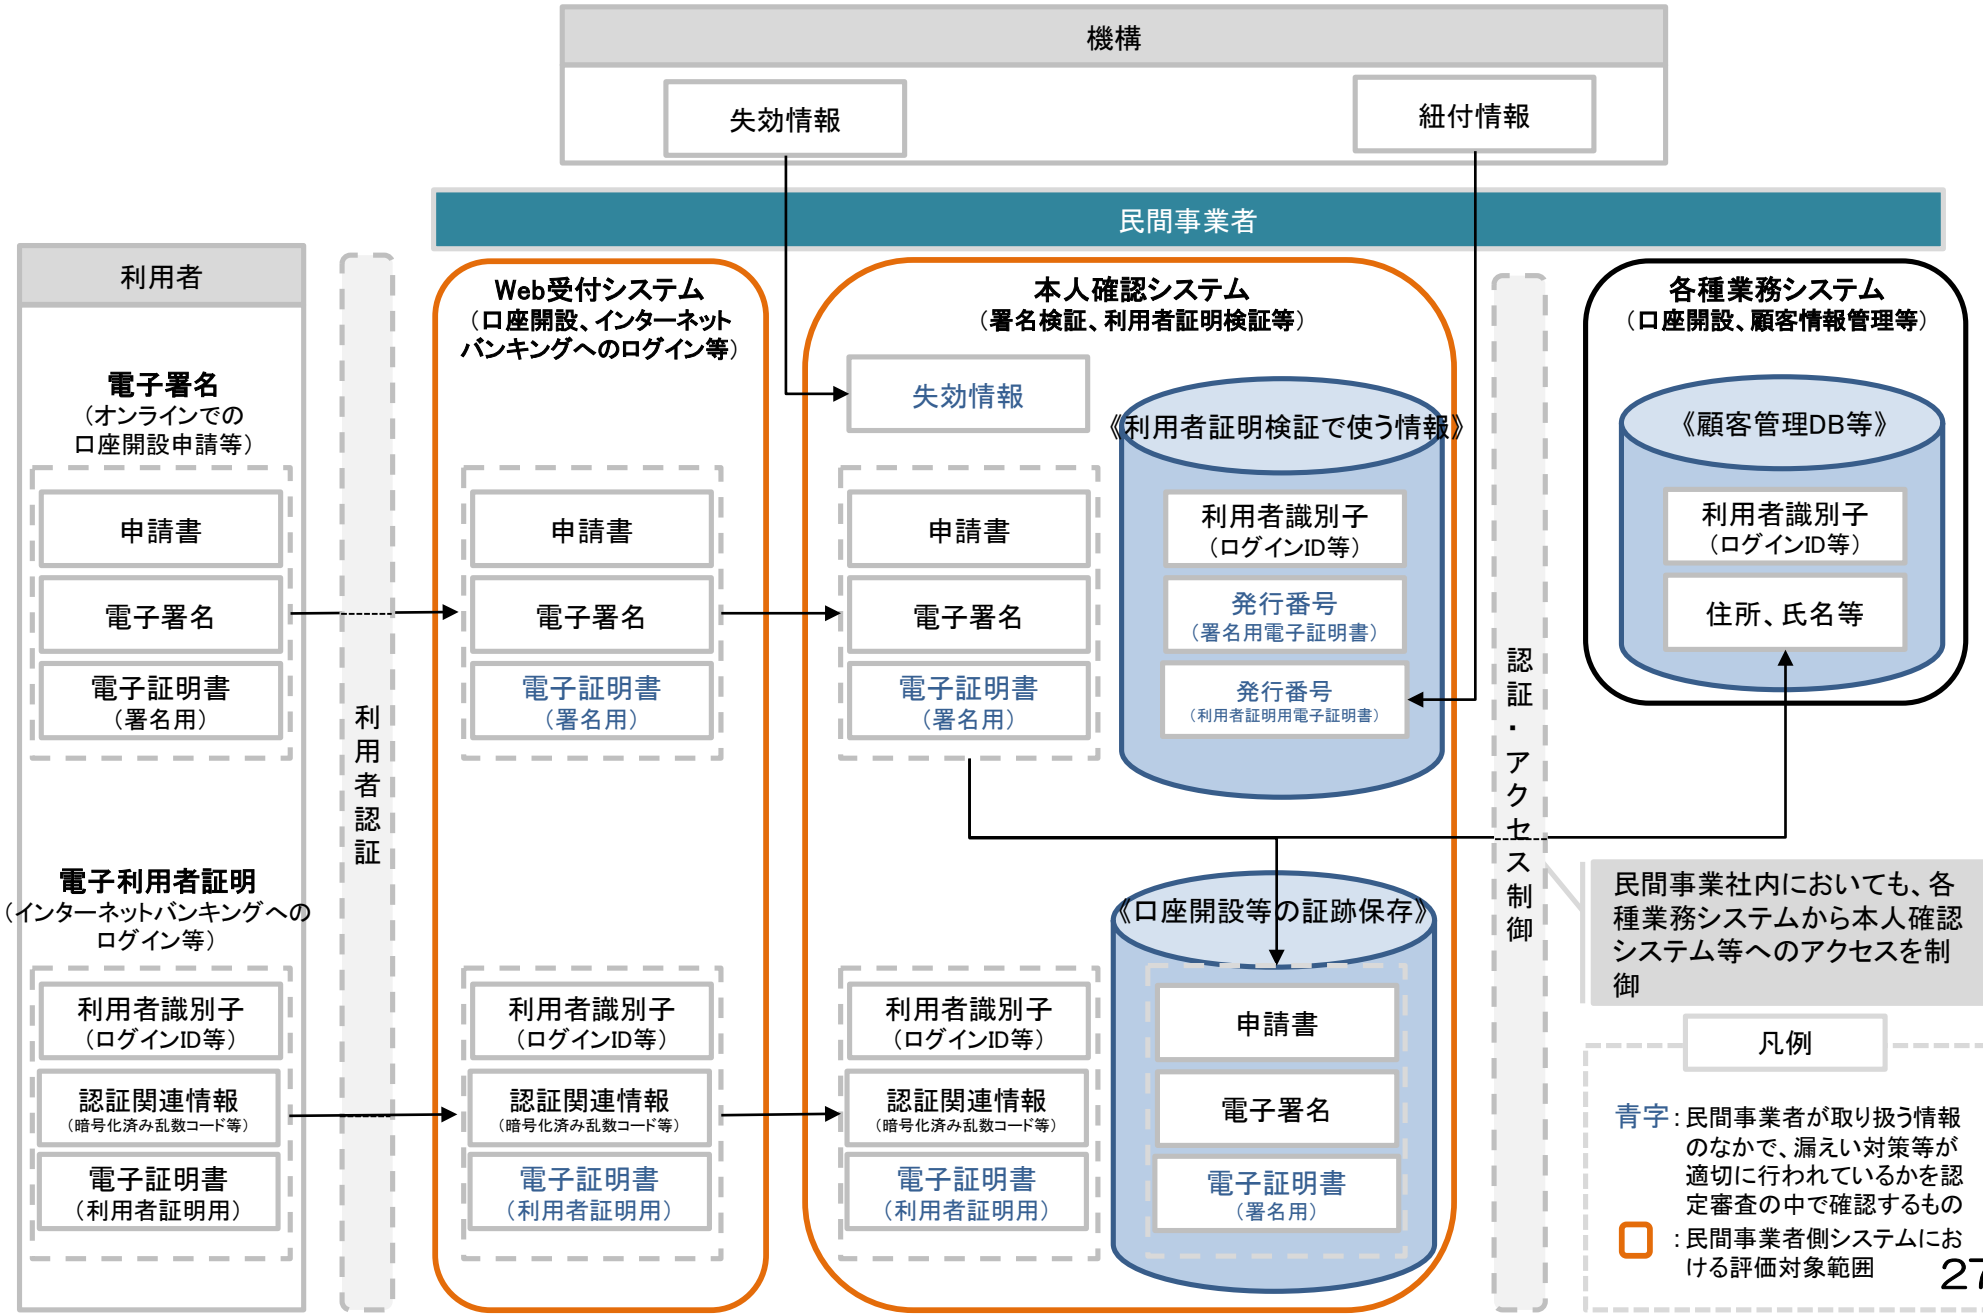 機構
失効情報
紐付情報
民間事業者
利用者
電子署名
（オンラインでの
口座開設申請等）
申請書
電子署名
電子証明書
（署名用）
電子利用者証明
（インターネットバンキングへの
ログイン等）
利用者識別子
（ログインID等）
認証関連情報
（暗号化済み乱数コード等）
電子証明書
（利用者証明用）
利用者認証
Web受付システム
（口座開設、インターネット
バンキングへのログイン等）
申請書
電子署名
電子証明書
（署名用）
利用者識別子
（ログインID等）
認証関連情報
（暗号化済み乱数コード等）
電子証明書
（利用者証明用）
本人確認システム
（署名検証、利用者証明検証等）
失効情報
申請書
電子署名
電子証明書
（署名用）
利用者識別子
（ログインID等）
認証関連情報
（暗号化済み乱数コード等）
電子証明書
（利用者証明用）
《利用者証明検証で使う情報》
利用者識別子
（ログインID等）
発行番号
（署名用電子証明書）
発行番号
（利用者証明用電子証明書）
《口座開設等の証跡保存》
申請書
電子署名
電子証明書
（署名用）
認証・アクセス制御
各種業務システム
（口座開設、顧客情報管理等）
《顧客管理DB等》
利用者識別子
（ログインID等）
住所、氏名等
民間事業社内においても、各
種業務システムから本人確認
システム等へのアクセスを制
御
凡例
青字：民間事業者が取り扱う情報
のなかで、漏えい対策等が
適切に行われているかを認
定審査の中で確認するもの
：民間事業者側システムにお
ける評価対象範囲
27